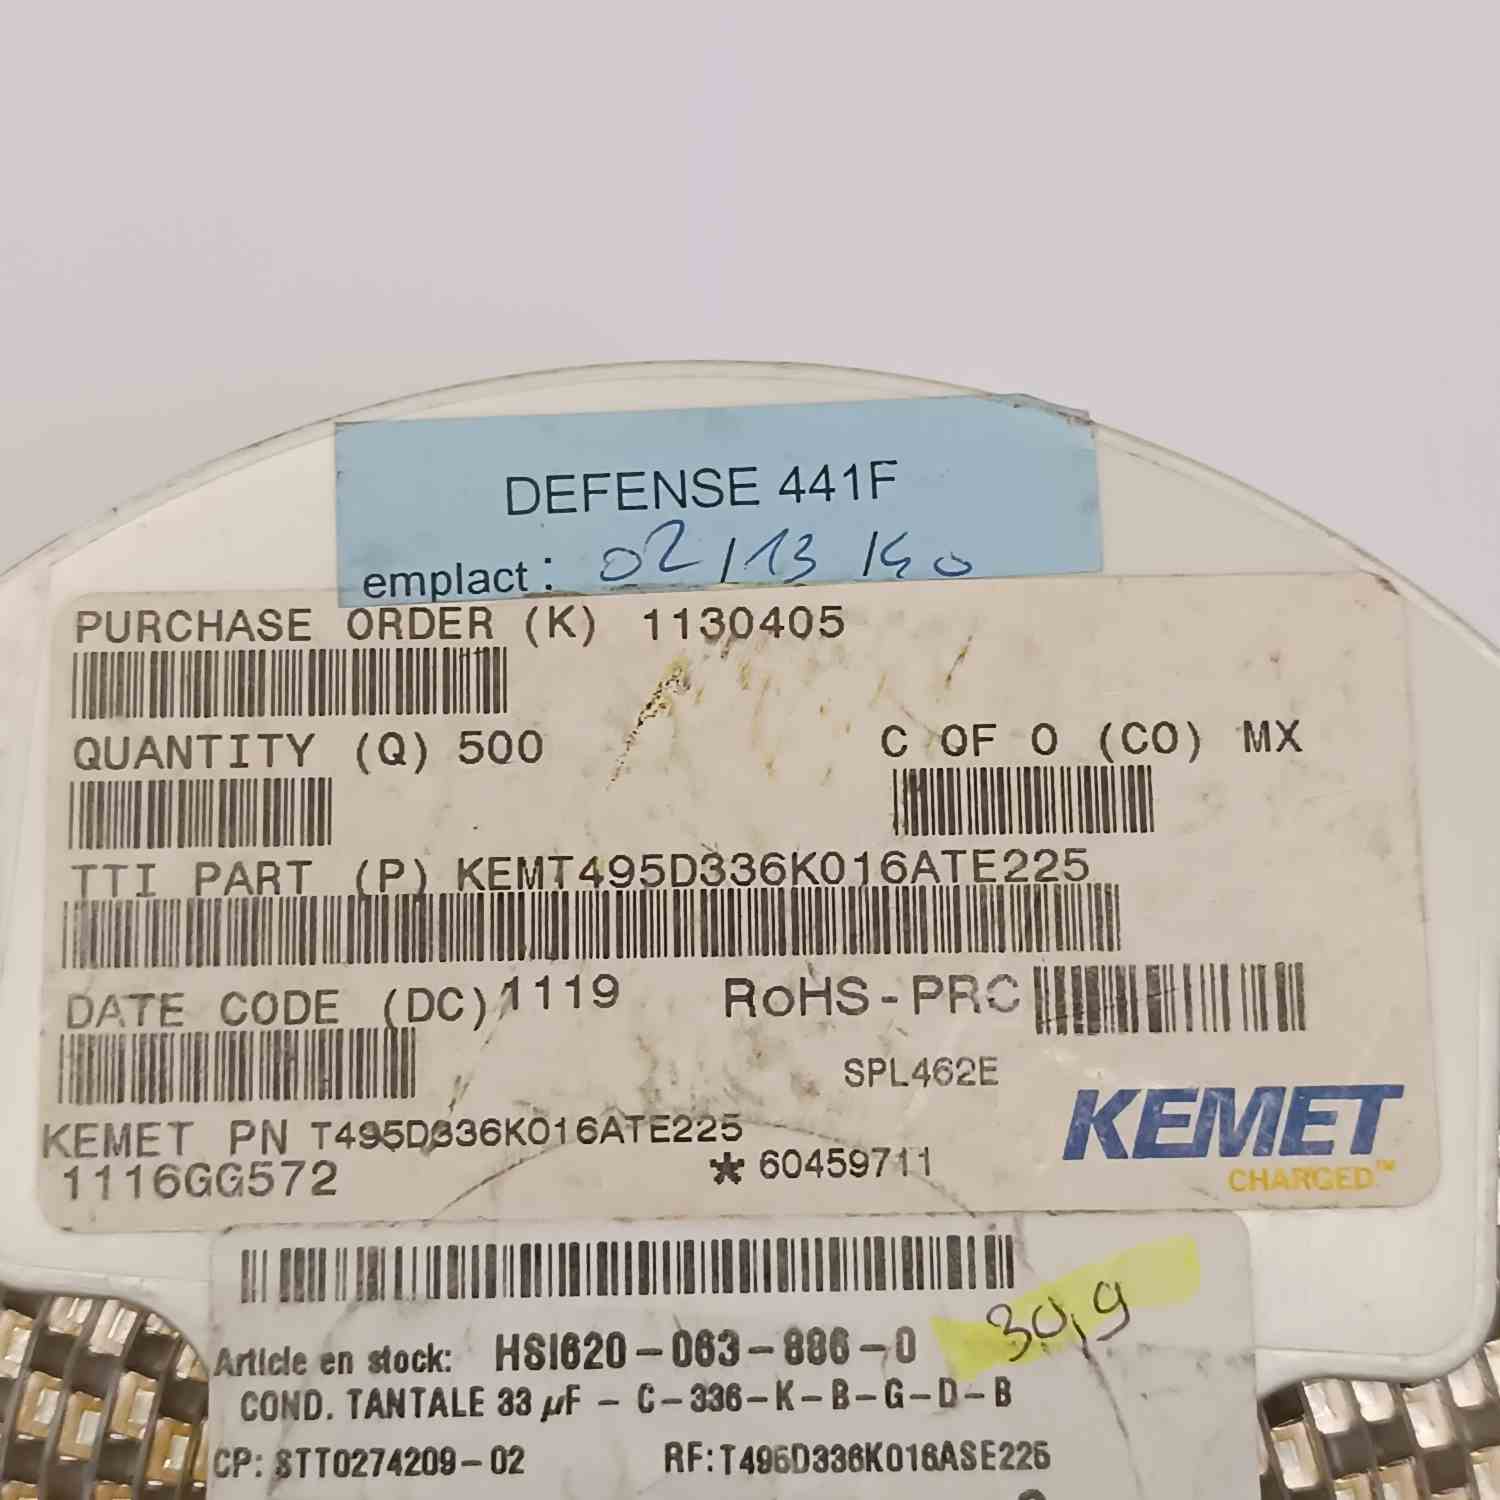 DEFENSE 441F
emplact : 02/13
PURCHASE ORDER (K) 1130405
QUANTITY (Q) 500
C OF O (CO) MX
TTI PART (P) KEMT495D336K016ATE225
DATE CODE (DC) 1119
RoHS-PRC
SPL462E
KEMET PN T495D336K016ATE225
1116GG572
*60459711
KEMET
CHARGED.™
30,9
Article en stock: HSI620-063-886-0
COND. TANTALE 33 µF - C-336-K-B-G-D-B
CP: STT0274209-02
RF:T495D336K016ASE225